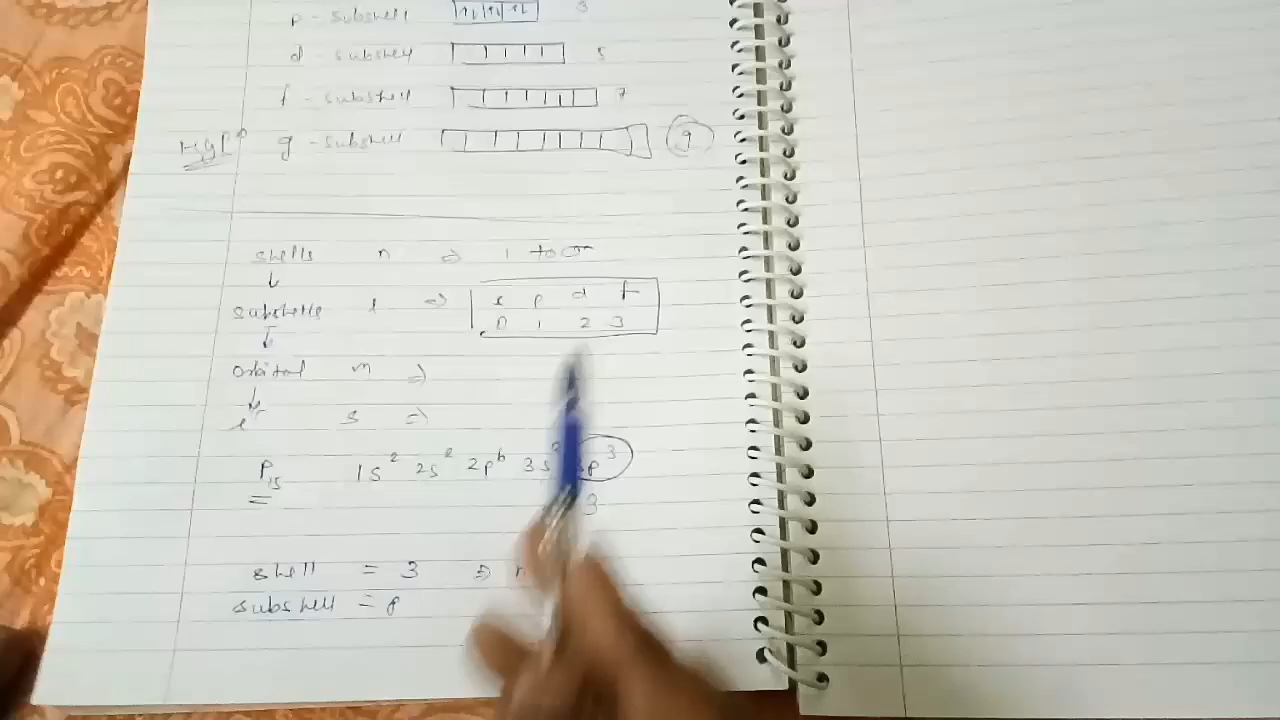 p - subshell 3
d - subshell 5
f - subshell 7
g - subshell 9
shells n ⇒ 1 to
↓
subshells l ⇒ s p d f
0 1 2 3
↓
orbital m ⇒
↓
e⁻ s ⇒
P₁₅ 1s² 2s² 2p⁶ 3s² 3p³
3
shell = 3 ⇒ n
subshell = p